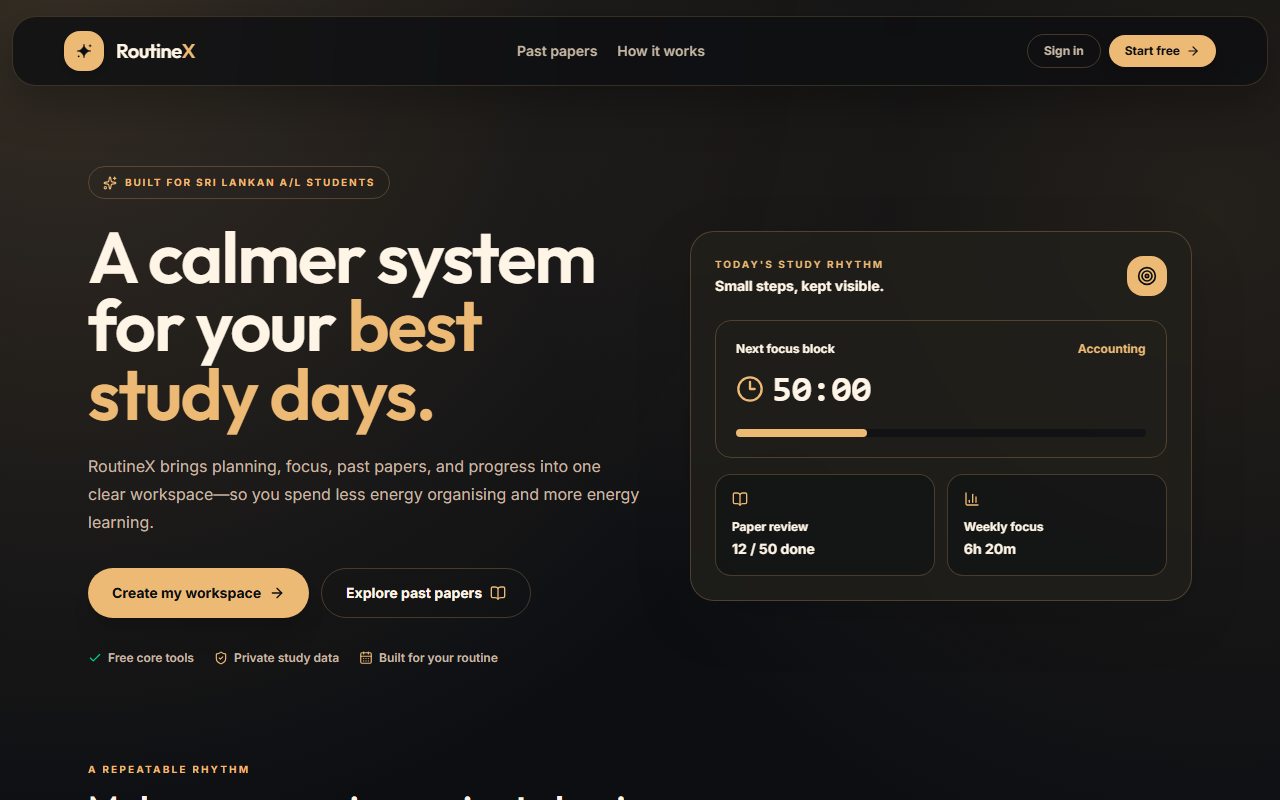 RoutineX
Past papers
How it works
Sign in
Start free
BUILT FOR SRI LANKAN A/L STUDENTS
A calmer system
for your best
study days.
RoutineX brings planning, focus, past papers, and progress into one
clear workspace—so you spend less energy organising and more energy
learning.
Create my workspace
Explore past papers
Free core tools
Private study data
Built for your routine
TODAY'S STUDY RHYTHM
Small steps, kept visible.
Next focus block
Accounting
50:00
Paper review
12 / 50 done
Weekly focus
6h 20m
A REPEATABLE RHYTHM